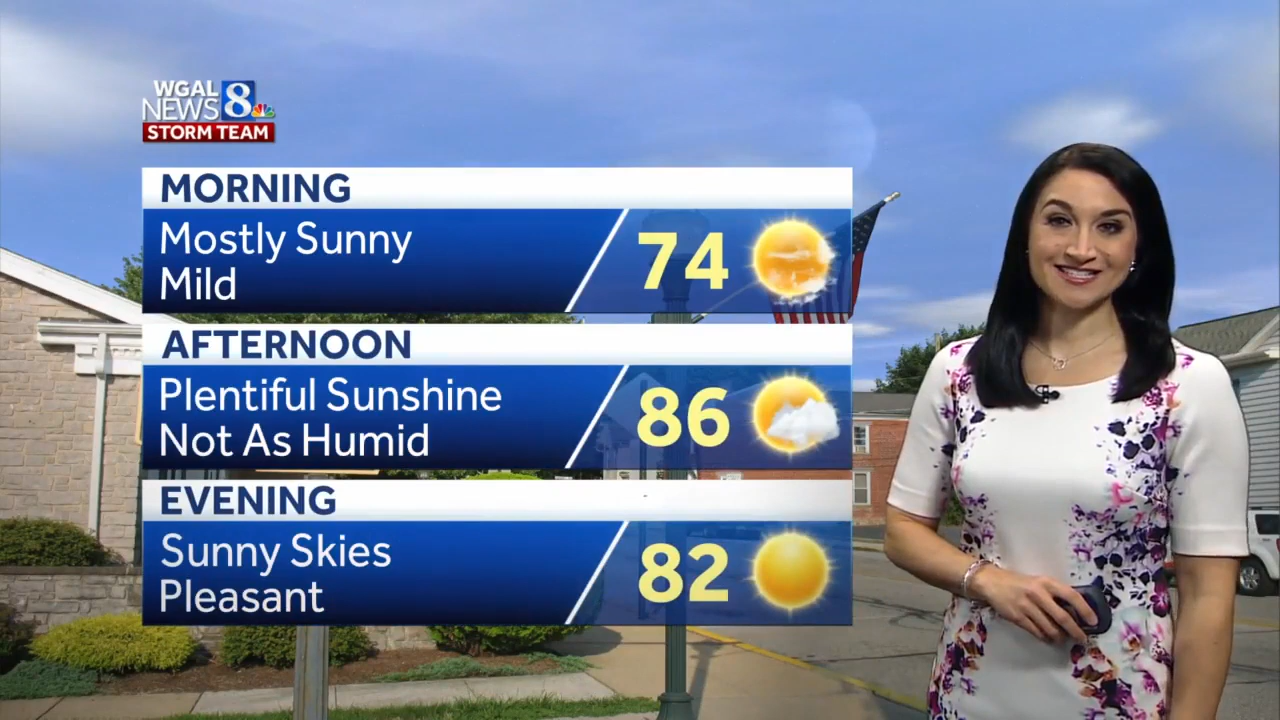 WGAL
NEWS 8
STORM TEAM
MORNING
Mostly Sunny
Mild
74
AFTERNOON
Plentiful Sunshine
Not As Humid
86
EVENING
Sunny Skies
Pleasant
82